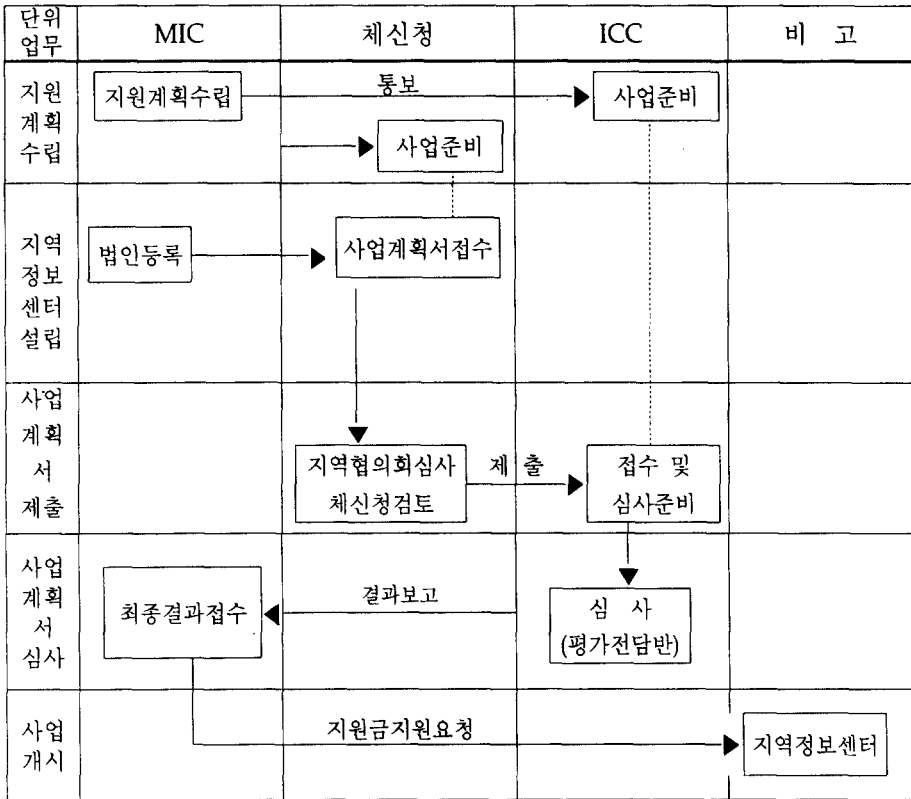 단위
업무
MIC
체신청
ICC
비 고
지원
계획
수립
지원계획수립
통보
사업준비
사업준비
지역
정보
센터
설립
법인등록
사업계획서접수
사업
계획
서
제출
지역협의회심사
체신청검토
제 출
접수 및
심사준비
사업
계획
서
심사
최종결과접수
결과보고
심 사
(평가전담반)
사업
개시
지원금지원요청
지역정보센터